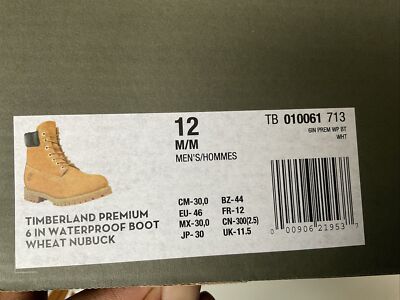 12
M/M
MEN'S/HOMMES
TB 010061 713
6IN PREM WP BT
WHT
CM-30,0 BZ-44
EU-46 FR-12
MX-30,0 CN-300(2.5)
JP-30 UK-11.5
TIMBERLAND PREMIUM
6 IN WATERPROOF BOOT
WHEAT NUBUCK
0 00906 21953 7